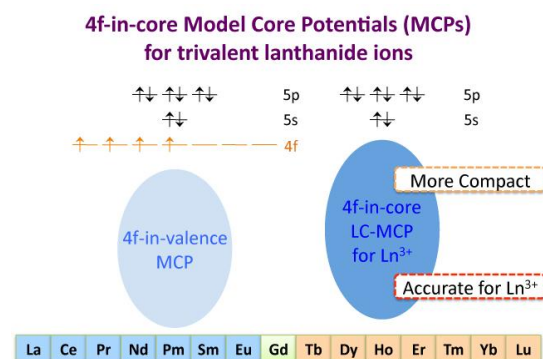 4f-in-core Model Core Potentials (MCPs)
for trivalent lanthanide ions
5p
5s
4f
5p
5s
4f-in-valence
MCP
4f-in-core
LC-MCP
for Ln³⁺
More Compact
Accurate for Ln³⁺
La Ce Pr Nd Pm Sm Eu Gd Tb Dy Ho Er Tm Yb Lu